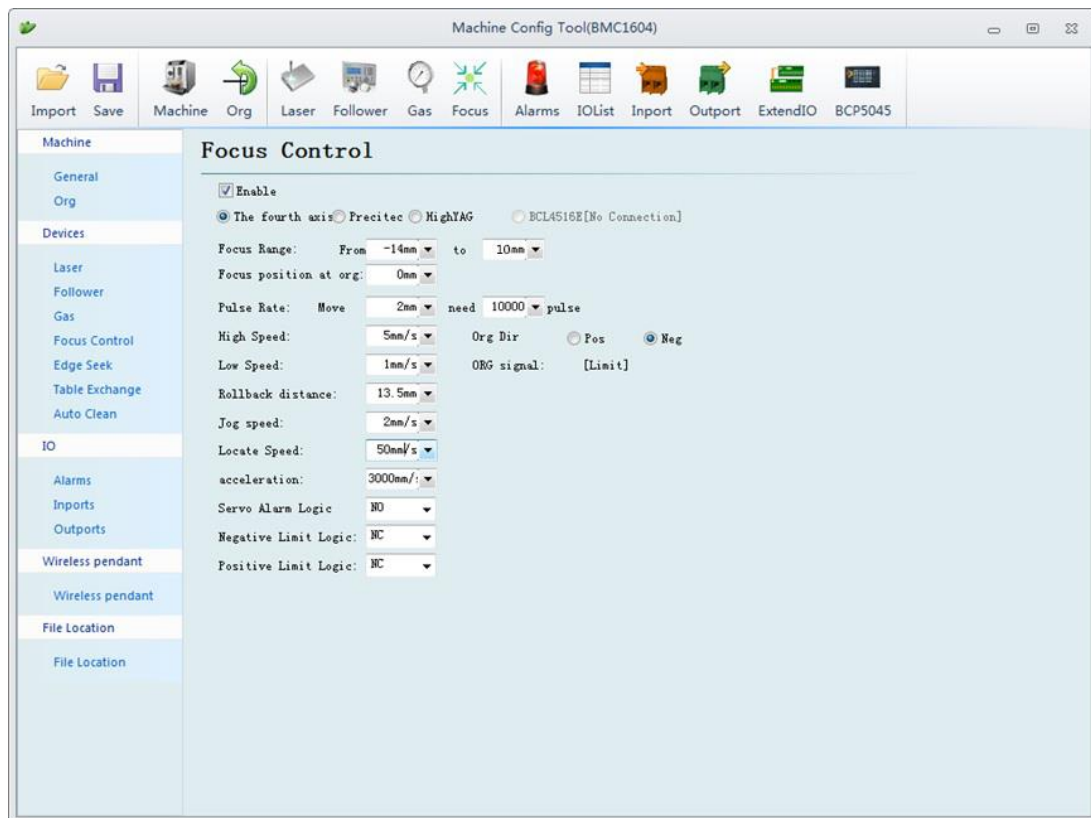 Machine Config Tool(BMC1604)
Import Save Machine Org Laser Follower Gas Focus Alarms IOList Inport Outport ExtendIO BCP5045
Machine
General
Org
Devices
Laser
Follower
Gas
Focus Control
Edge Seek
Table Exchange
Auto Clean
IO
Alarms
Inports
Outports
Wireless pendant
Wireless pendant
File Location
File Location
Focus Control
Enable
The fourth axis Precitec HighYAG BCL4516E[No Connection]
Focus Range: From -14mm to 10mm
Focus position at org: 0mm
Pulse Rate: Move 2mm need 10000 pulse
High Speed: 5mm/s Org Dir Pos Neg
Low Speed: 1mm/s ORG signal: [Limit]
Rollback distance: 13.5mm
Jog speed: 2mm/s
Locate Speed: 50mm/s
acceleration: 3000mm/
Servo Alarm Logic NO
Negative Limit Logic: NC
Positive Limit Logic: NC